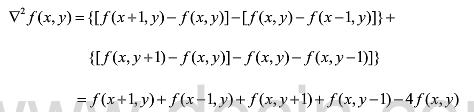 ∇²f(x,y)={[f(x+1,y)−f(x,y)]−[f(x,y)−f(x−1,y)]}+
{[f(x,y+1)−f(x,y)]−f(x,y)−f(x,y−1)]}
=f(x+1,y)+f(x−1,y)+f(x,y+1)+f(x,y−1)−4f(x,y)